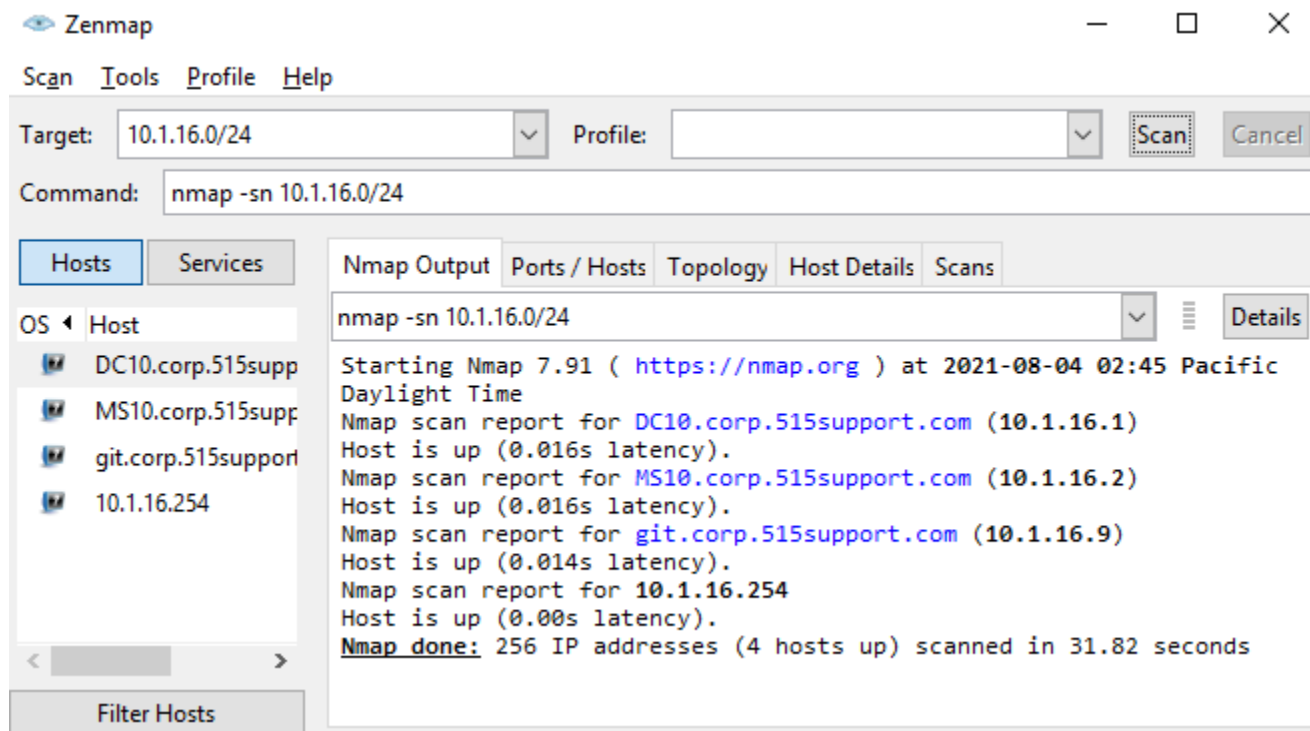 Zenmap
Scan Tools Profile Help
Target: 10.1.16.0/24 Profile: Scan Cancel
Command: nmap -sn 10.1.16.0/24
Hosts Services
Nmap Output Ports / Hosts Topology Host Details Scans
OS Host
nmap -sn 10.1.16.0/24 Details
DC10.corp.515supp
MS10.corp.515supp
git.corp.515support
10.1.16.254
Starting Nmap 7.91 ( https://nmap.org ) at 2021-08-04 02:45 Pacific
Daylight Time
Nmap scan report for DC10.corp.515support.com (10.1.16.1)
Host is up (0.016s latency).
Nmap scan report for MS10.corp.515support.com (10.1.16.2)
Host is up (0.016s latency).
Nmap scan report for git.corp.515support.com (10.1.16.9)
Host is up (0.014s latency).
Nmap scan report for 10.1.16.254
Host is up (0.00s latency).
Nmap done: 256 IP addresses (4 hosts up) scanned in 31.82 seconds
Filter Hosts